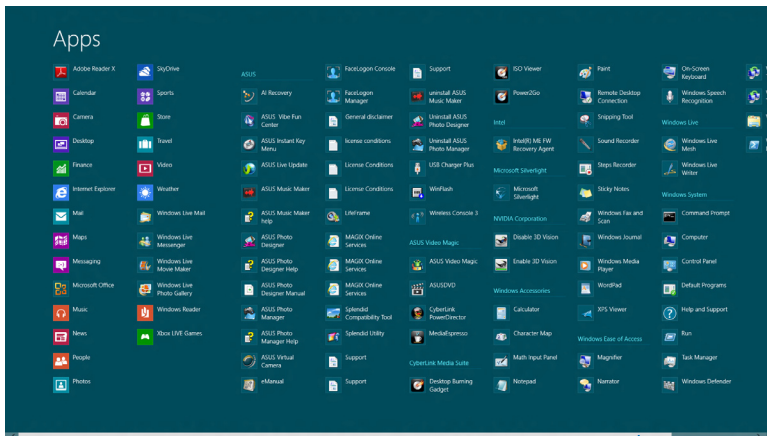 Apps
Adobe Reader X
Calendar
Camera
Desktop
Finance
Internet Explorer
Mail
Maps
Messaging
Microsoft Office
Music
News
People
Photos
SkyDrive
Sports
Store
Travel
Video
Weather
Windows Live Mail
Windows Live
Messenger
Windows Live
Movie Maker
Windows Live
Photo Gallery
Windows Reader
Xbox LIVE Games
ASUS
AI Recovery
ASUS Vibe Fun
Center
ASUS Instant Key
Menu
ASUS Live Update
ASUS Music Maker
ASUS Music Maker
help
ASUS Photo
Designer
ASUS Photo
Designer Help
ASUS Photo
Designer Manual
ASUS Photo
Manager
ASUS Photo
Manager Help
ASUS Virtual
Camera
eManual
FaceLogon Console
FaceLogon
Manager
General disclaimer
license conditions
License Conditions
License Conditions
LifeFrame
MAGIX Online
Services
MAGIX Online
Services
MAGIX Online
Services
Splendid
Compatibility Tool
Splendid Utility
Support
Support
Support
uninstall ASUS
Music Maker
Uninstall ASUS
Photo Designer
Uninstall ASUS
Photo Manager
USB Charger Plus
WinFlash
Wireless Console 3
ASUS Video Magic
ASUS Video Magic
ASUSDVD
CyberLink
PowerDirector
MediaEspresso
CyberLink Media Suite
Desktop Burning
Gadget
ISO Viewer
Power2Go
Intel
Intel(R) ME FW
Recovery Agent
Microsoft Silverlight
Microsoft
Silverlight
NVIDIA Corporation
Disable 3D Vision
Enable 3D Vision
Windows Accessories
Calculator
Character Map
Math Input Panel
Notepad
Paint
Remote Desktop
Connection
Snipping Tool
Sound Recorder
Steps Recorder
Sticky Notes
Windows Fax and
Scan
Windows Journal
Windows Media
Player
WordPad
XPS Viewer
Windows Ease of Access
Magnifier
Narrator
On-Screen
Keyboard
Windows Speech
Recognition
Windows Live
Windows Live
Mesh
Windows Live
Writer
Windows System
Command Prompt
Computer
Control Panel
Default Programs
Help and Support
Run
Task Manager
Windows Defender